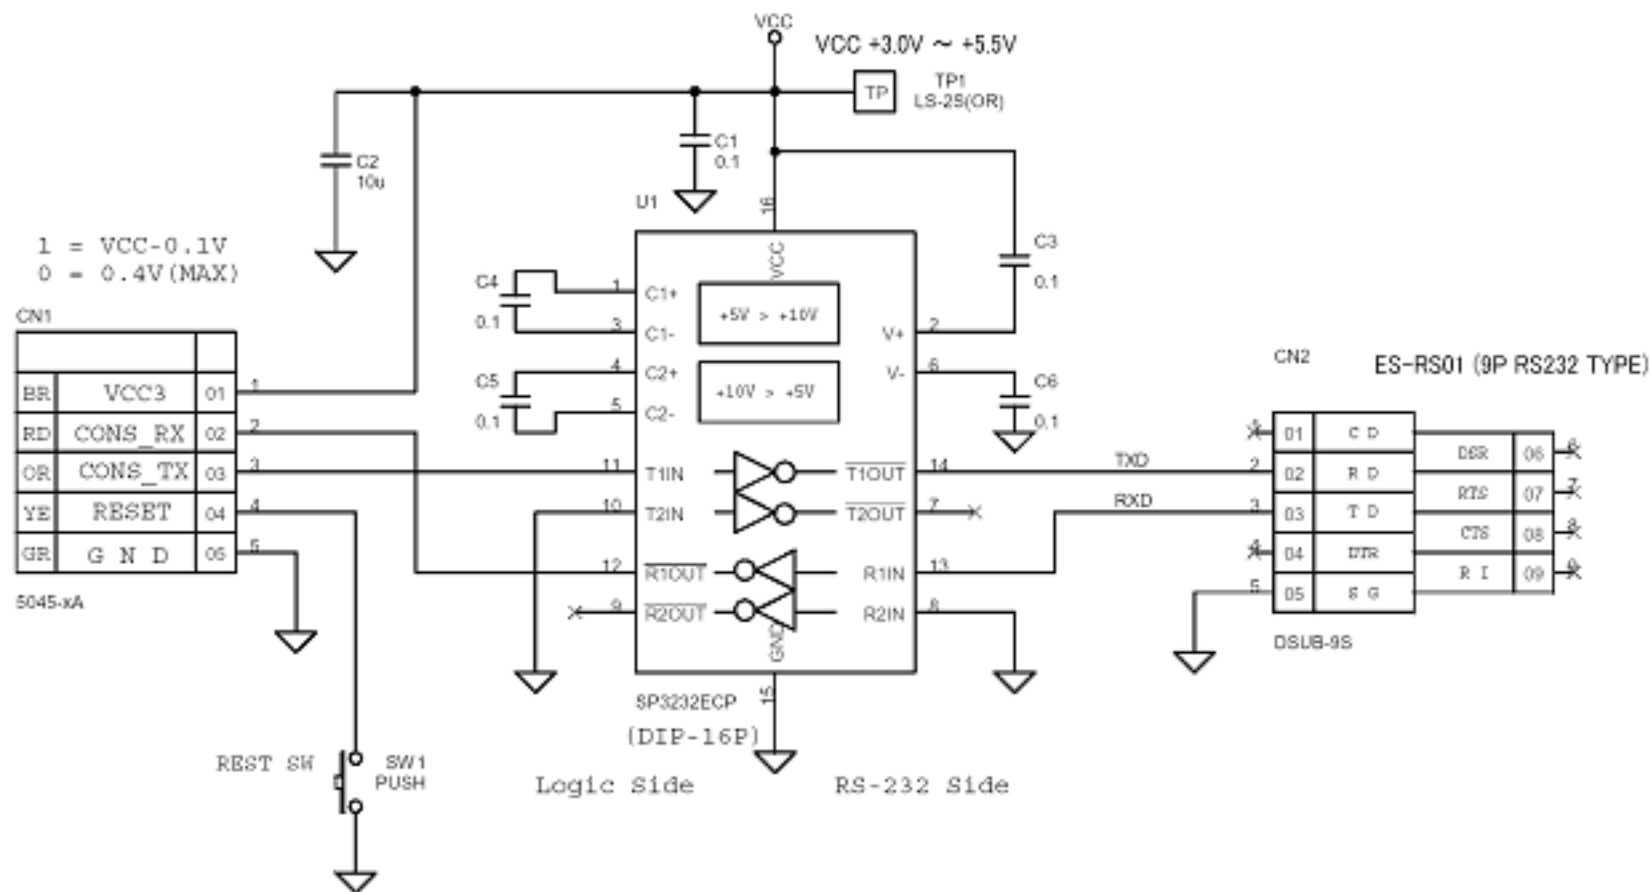 VCC
VCC +3.0V ～ +5.5V
TP
TP1
LS-2S(OR)
C1
0.1
C2
10u
U1
16
VCC
C3
0.1
1 = VCC-0.1V
0 = 0.4V(MAX)
C4
0.1
1
C1+
3
C1-
+5V > +10V
2
V+
C5
0.1
4
C2+
5
C2-
+10V > +5V
6
V-
C6
0.1
CN1
BR VCC3 01 1
RD CONS_RX 02 2
OR CONS_TX 03 3
YE RESET 04 4
GR G N D 05 5
5045-xA
11 T1IN T1OUT 14 TXD
10 T2IN T2OUT 7 RXD
12 R1OUT R1IN 13
9 R2OUT R2IN 8
GND
15
SP3232ECP
(DIP-16P)
CN2
ES-RS01 (9P RS232 TYPE)
01 C D
2 02 R D
3 03 T D
4 04 DTR
5 05 S G
DSR 06 6
RTS 07 7
CTS 08 8
R I 09 9
DSUB-9S
REST SW
SW1
PUSH
Logic Side
RS-232 Side